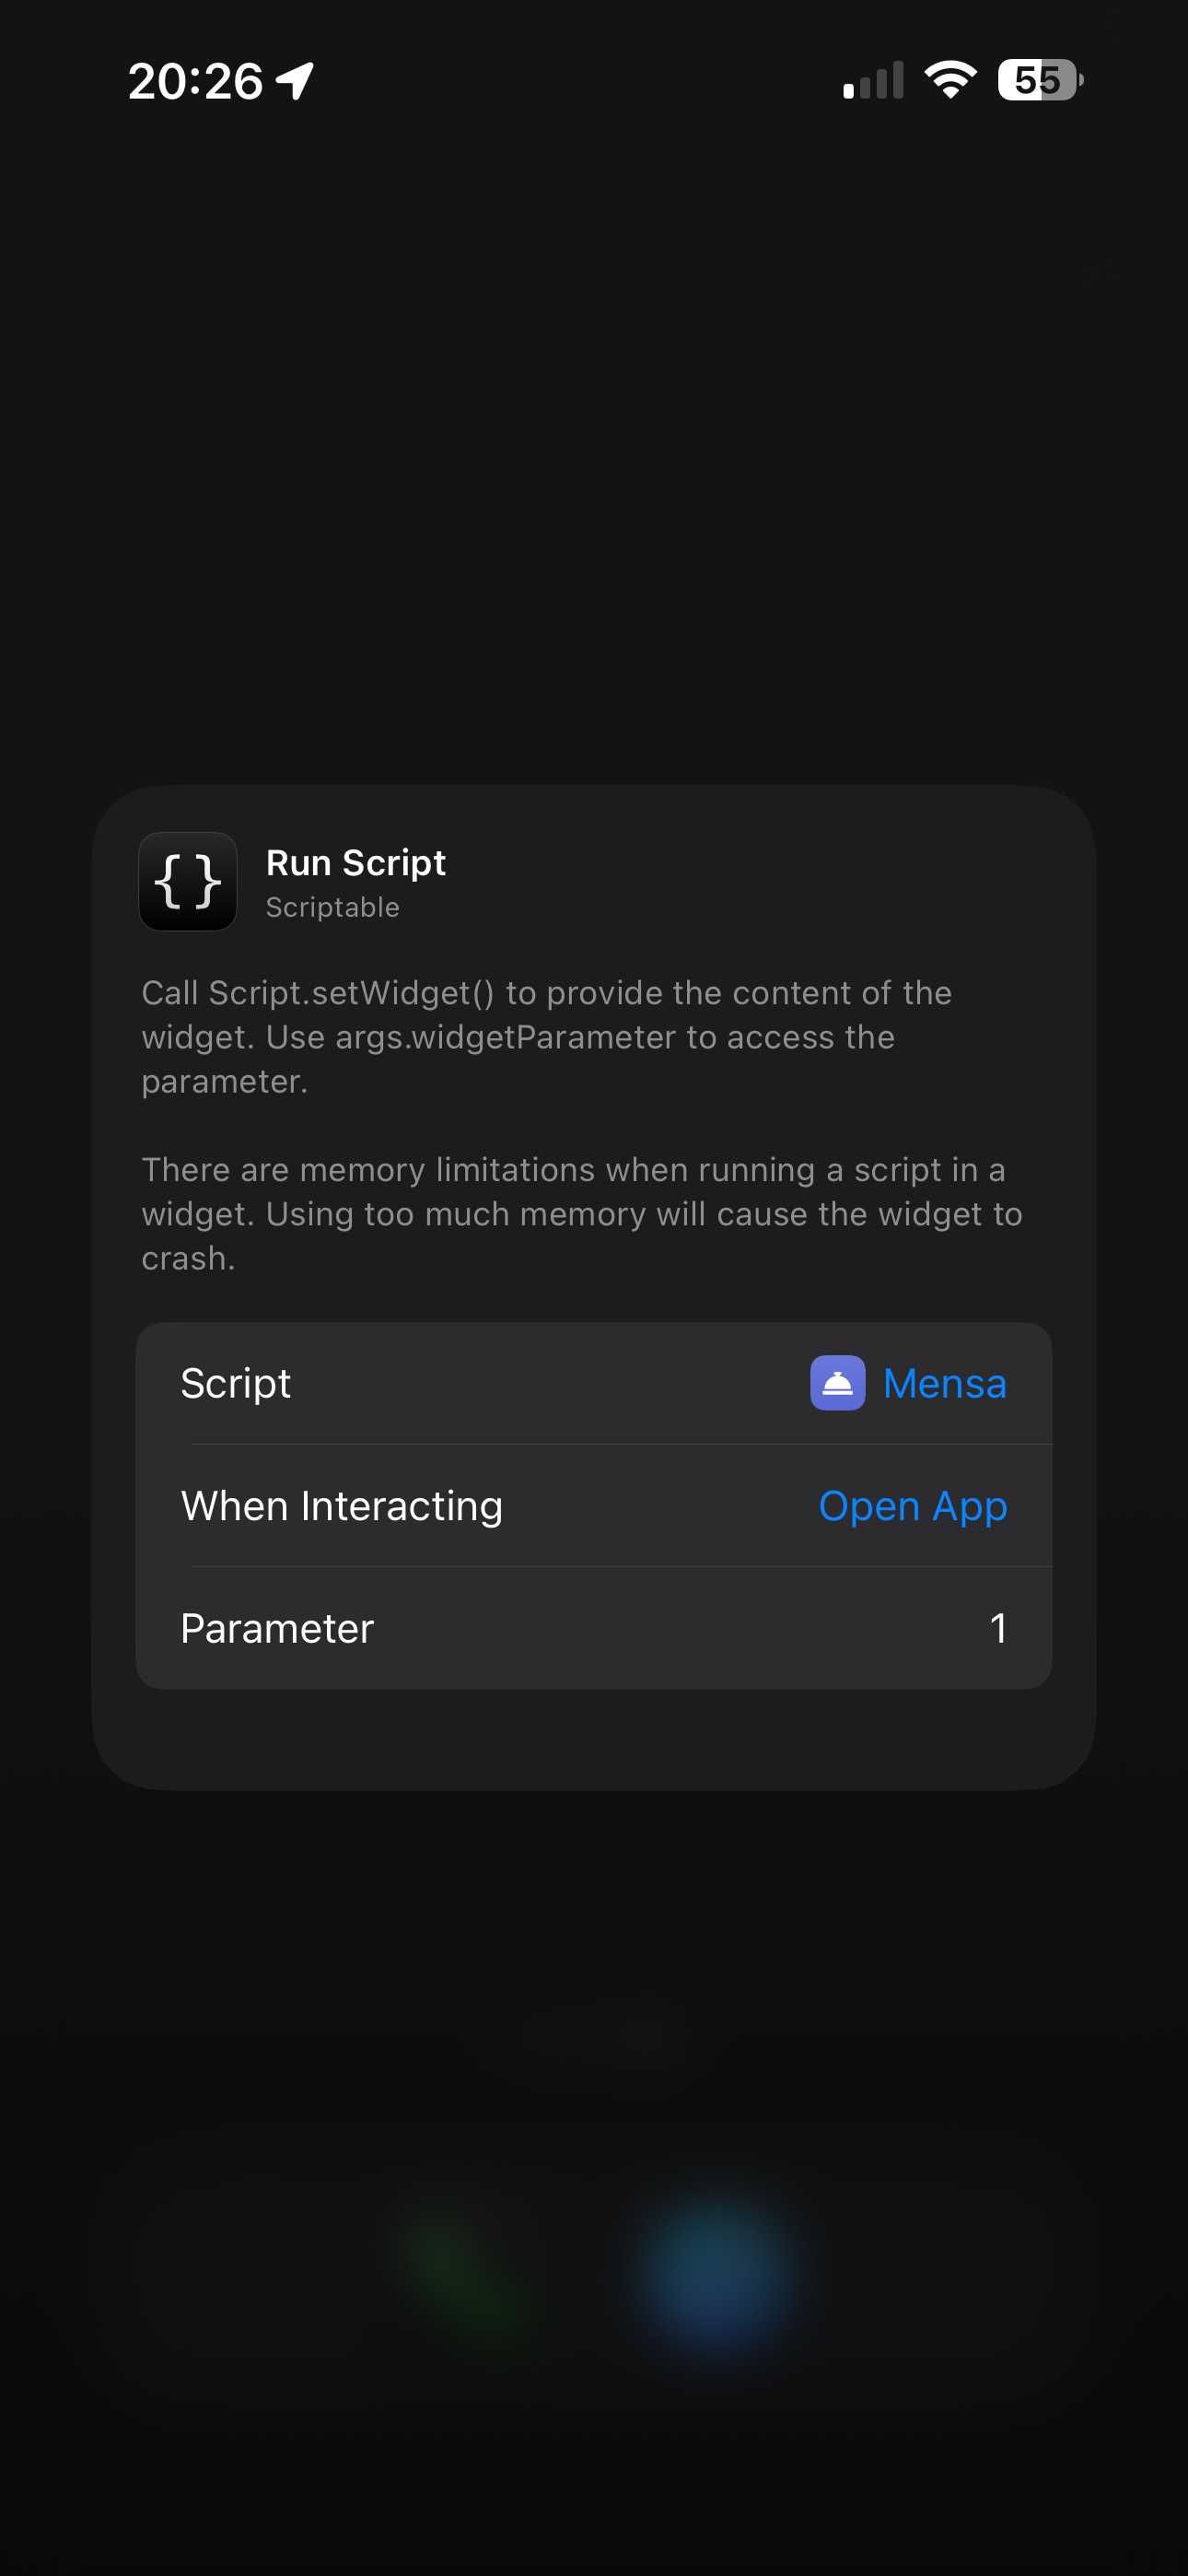 20:26
55
Run Script
Scriptable
Call Script.setWidget() to provide the content of the
widget. Use args.widgetParameter to access the
parameter.
There are memory limitations when running a script in a
widget. Using too much memory will cause the widget to
crash.
Script Mensa
When Interacting Open App
Parameter 1